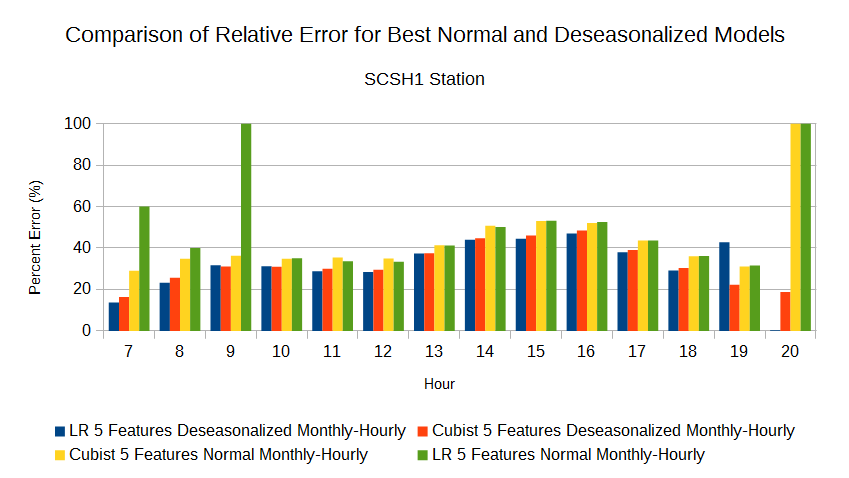 Comparison of Relative Error for Best Normal and Deseasonalized Models
SCSH1 Station
100
80
60
40
20
0
Percent Error (%)
7 8 9 10 11 12 13 14 15 16 17 18 19 20
Hour
LR 5 Features Deseasonalized Monthly-Hourly Cubist 5 Features Deseasonalized Monthly-Hourly
Cubist 5 Features Normal Monthly-Hourly LR 5 Features Normal Monthly-Hourly